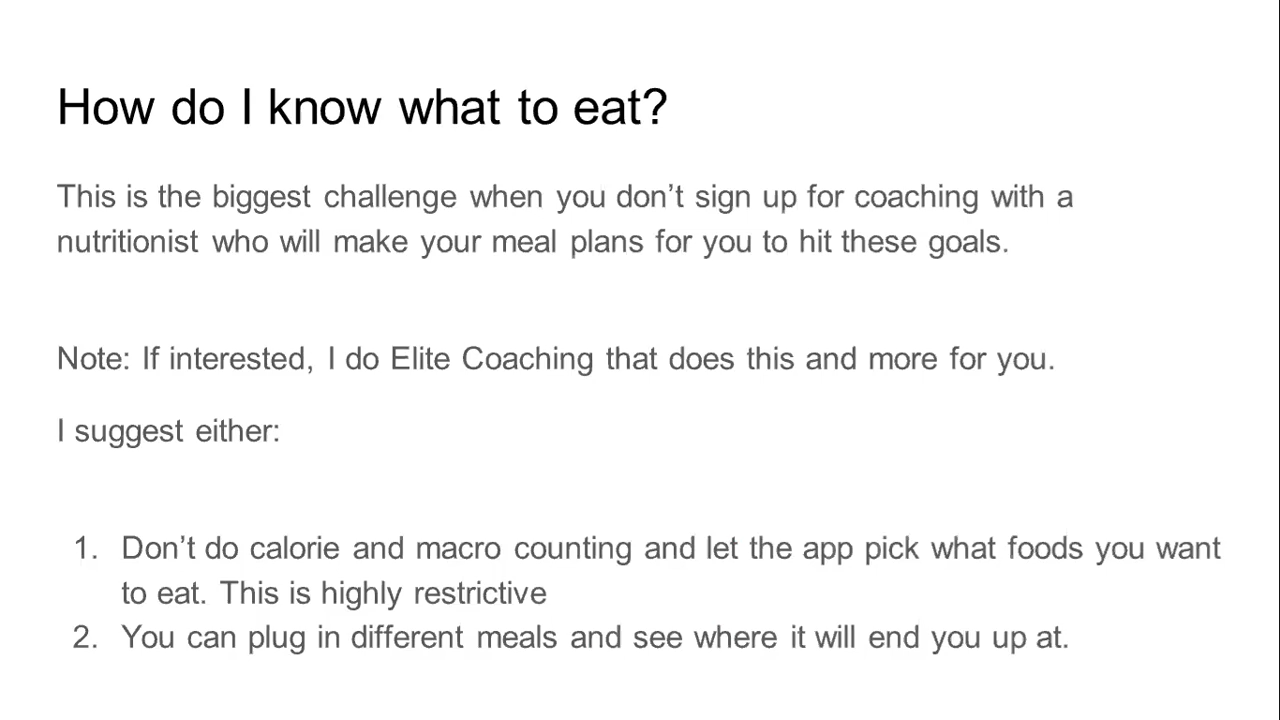 How do I know what to eat?
This is the biggest challenge when you don’t sign up for coaching with a
nutritionist who will make your meal plans for you to hit these goals.
Note: If interested, I do Elite Coaching that does this and more for you.
I suggest either:
1. Don’t do calorie and macro counting and let the app pick what foods you want
to eat. This is highly restrictive
2. You can plug in different meals and see where it will end you up at.